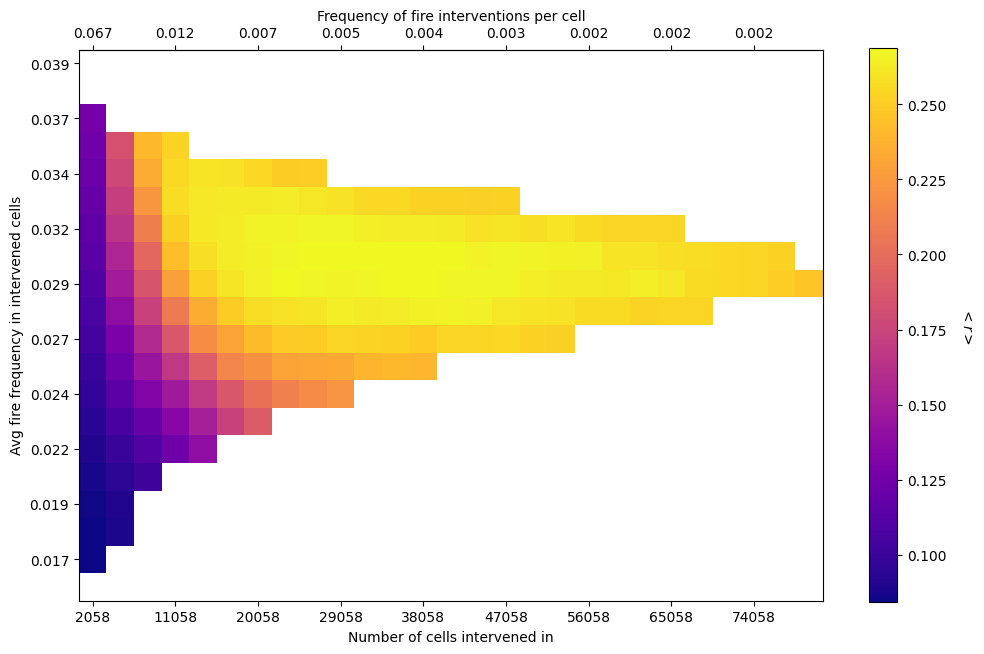 Frequency of fire interventions per cell
0.067 0.012 0.007 0.005 0.004 0.003 0.002 0.002 0.002
Avg fire frequency in intervened cells
0.039
0.037
0.034
0.032
0.029
0.027
0.024
0.022
0.019
0.017
2058 11058 20058 29058 38058 47058 56058 65058 74058
Number of cells intervened in
0.250
0.225
0.200
0.175
0.150
0.125
0.100
< r >